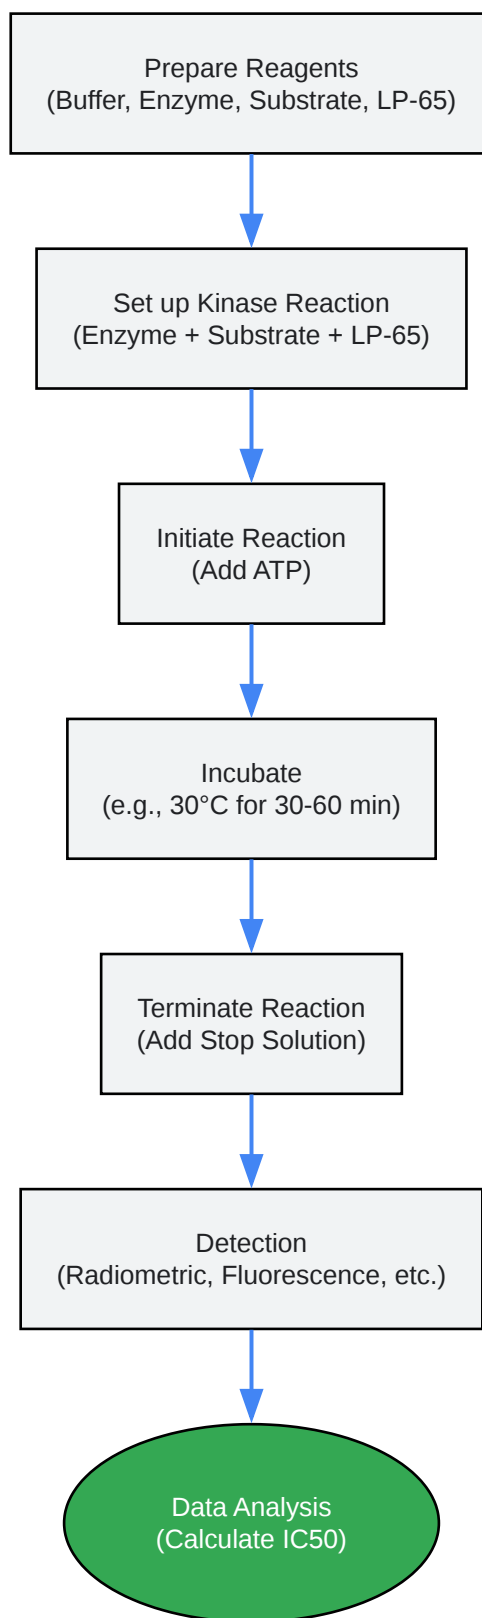 Prepare Reagents
(Buffer, Enzyme, Substrate, LP-65)
Set up Kinase Reaction
(Enzyme + Substrate + LP-65)
Initiate Reaction
(Add ATP)
Incubate
(e.g., 30°C for 30-60 min)
Terminate Reaction
(Add Stop Solution)
Detection
(Radiometric, Fluorescence, etc.)
Data Analysis
(Calculate IC50)